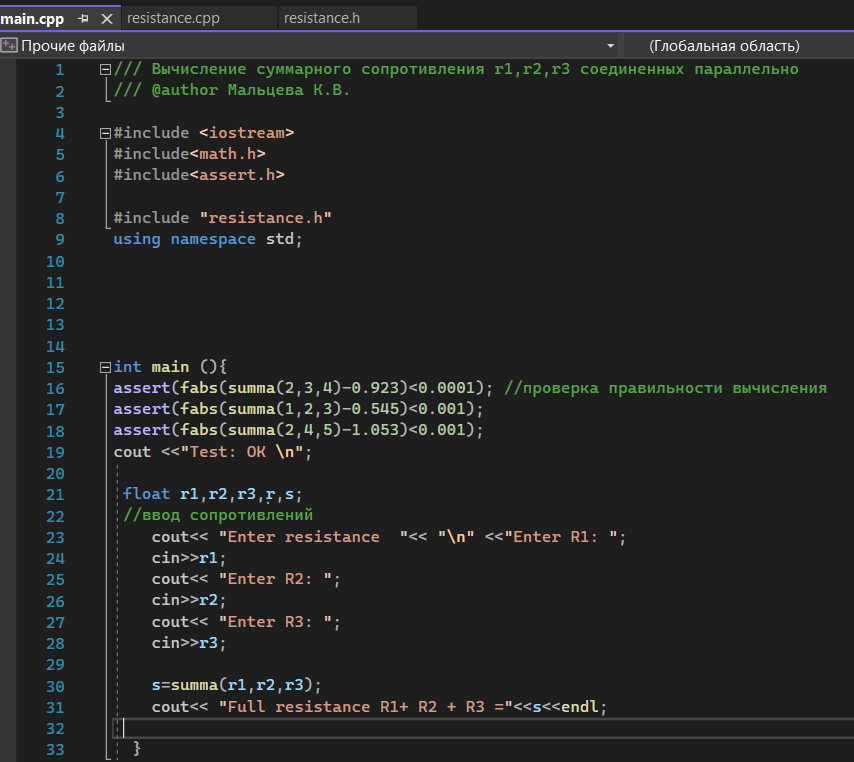 main.cpp resistance.cpp resistance.h
Прочие файлы (Глобальная область)
1 /// Вычисление суммарного сопротивления r1,r2,r3 соединенных параллельно
2 /// @author Мальцева К.В.
3
4 #include <iostream>
5 #include<math.h>
6 #include<assert.h>
7
8 #include "resistance.h"
9 using namespace std;
10
11
12
13
14
15 int main (){
16 assert(fabs(summa(2,3,4)-0.923)<0.0001); //проверка правильности вычисления
17 assert(fabs(summa(1,2,3)-0.545)<0.001);
18 assert(fabs(summa(2,4,5)-1.053)<0.001);
19 cout <<"Test: OK \n";
20
21 float r1,r2,r3,r,s;
22 //ввод сопротивлений
23 cout<< "Enter resistance  "<< "\n" <<"Enter R1: ";
24 cin>>r1;
25 cout<< "Enter R2: ";
26 cin>>r2;
27 cout<< "Enter R3: ";
28 cin>>r3;
29
30 s=summa(r1,r2,r3);
31 cout<< "Full resistance R1+ R2 + R3 ="<<s<<endl;
32
33 }